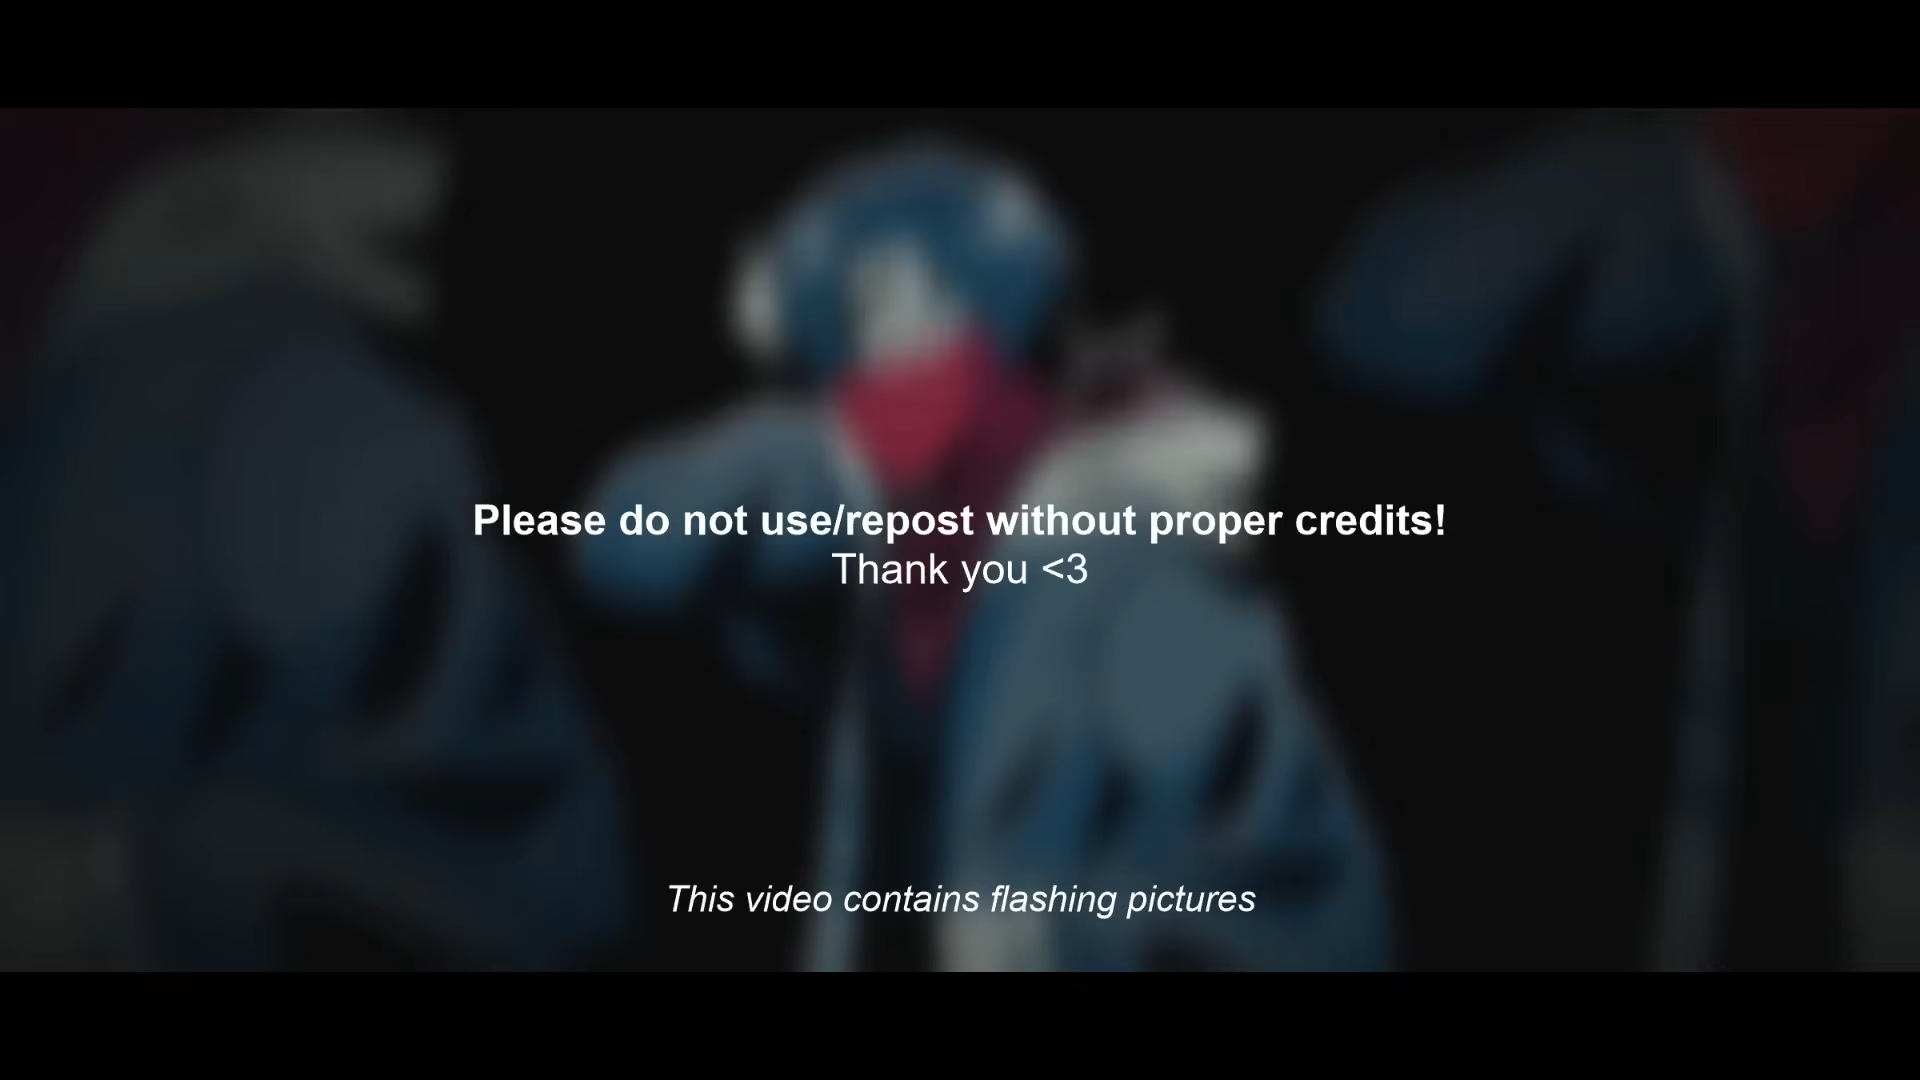 Please do not use/repost without proper credits!
Thank you <3
This video contains flashing pictures